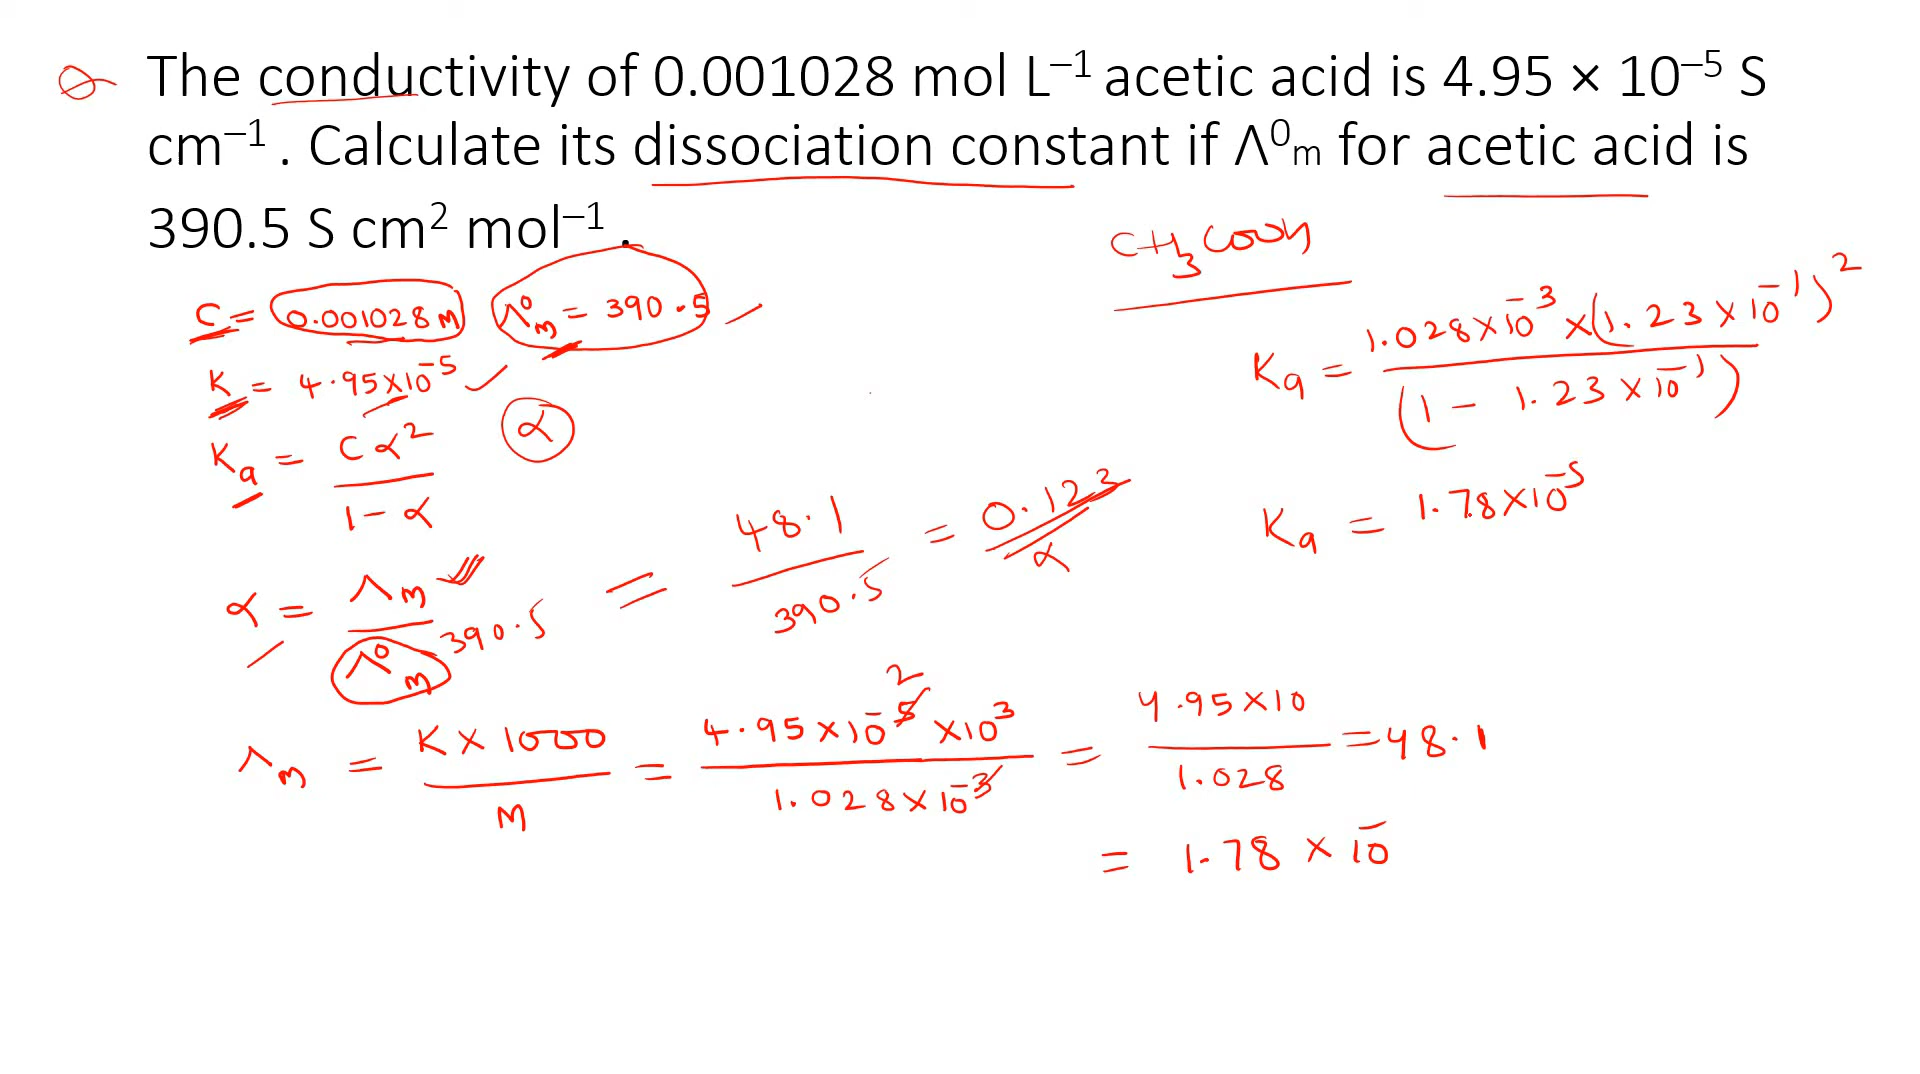 Q The conductivity of 0.001028 mol L⁻¹ acetic acid is 4.95 × 10⁻⁵ S
cm⁻¹ . Calculate its dissociation constant if Λ⁰m for acetic acid is
390.5 S cm² mol⁻¹ .
CH₃COOH
C = 0.001028 M Λ⁰m = 390.5
K = 4.95×10⁻⁵
α
Ka = Cα² / 1-α
Ka = 1.028×10⁻³ ×(1.23×10⁻¹)² / (1 - 1.23×10⁻¹)
Ka = 1.78×10⁻⁵
α = Λm / Λ⁰m 390.5 = 48.1 / 390.5 = 0.123 α
Λm = K×1000 / M = 4.95×10⁻⁵ 2 ×10³ / 1.028×10⁻³ = 4.95×10 / 1.028 = 48.1
= 1.78 × 10⁻